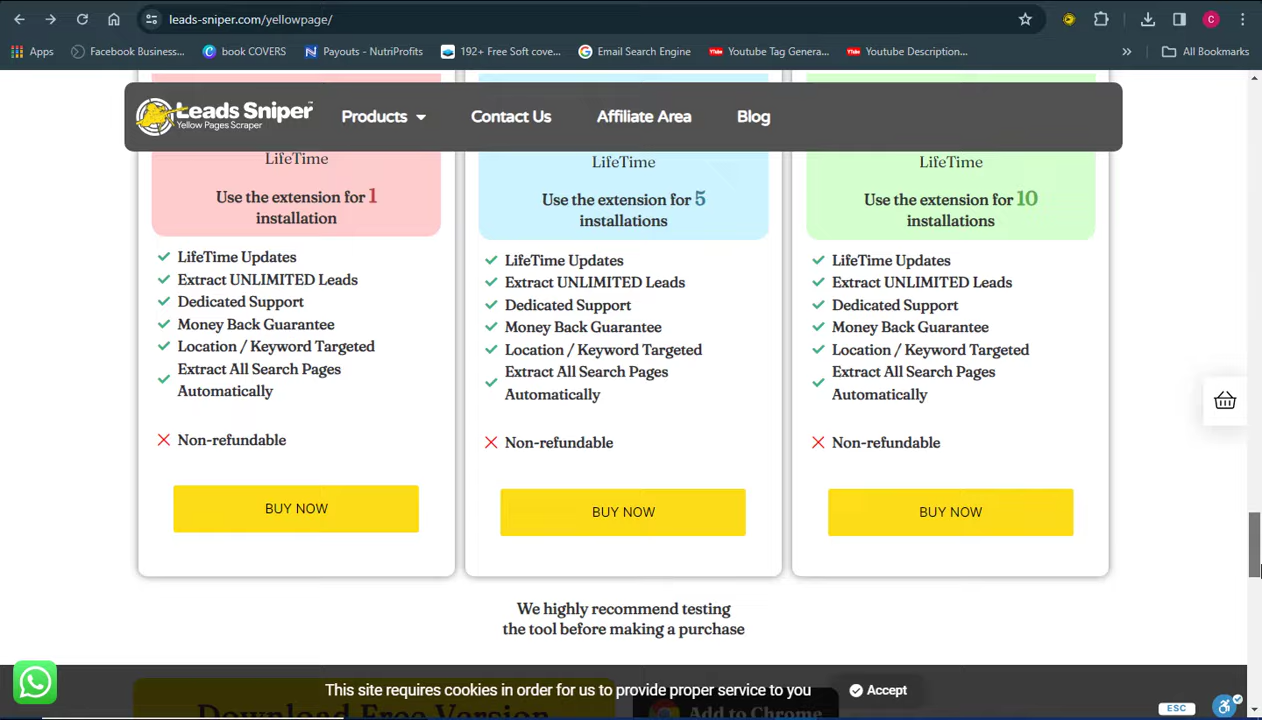 leads-sniper.com/yellowpage/
C
Apps
Facebook Business...
book COVERS
Payouts - NutriProfits
192+ Free Soft cove...
Email Search Engine
Youtube Tag Genera...
Youtube Description...
»
All Bookmarks
Leads Sniper™
Yellow Pages Scraper
Products
Contact Us
Affiliate Area
Blog
LifeTime
Use the extension for 1
installation
LifeTime Updates
Extract UNLIMITED Leads
Dedicated Support
Money Back Guarantee
Location / Keyword Targeted
Extract All Search Pages
Automatically
Non-refundable
BUY NOW
LifeTime
Use the extension for 5
installations
LifeTime Updates
Extract UNLIMITED Leads
Dedicated Support
Money Back Guarantee
Location / Keyword Targeted
Extract All Search Pages
Automatically
Non-refundable
BUY NOW
LifeTime
Use the extension for 10
installations
LifeTime Updates
Extract UNLIMITED Leads
Dedicated Support
Money Back Guarantee
Location / Keyword Targeted
Extract All Search Pages
Automatically
Non-refundable
BUY NOW
We highly recommend testing
the tool before making a purchase
This site requires cookies in order for us to provide proper service to you
Accept
Download Free Version
Add to Chrome
ESC